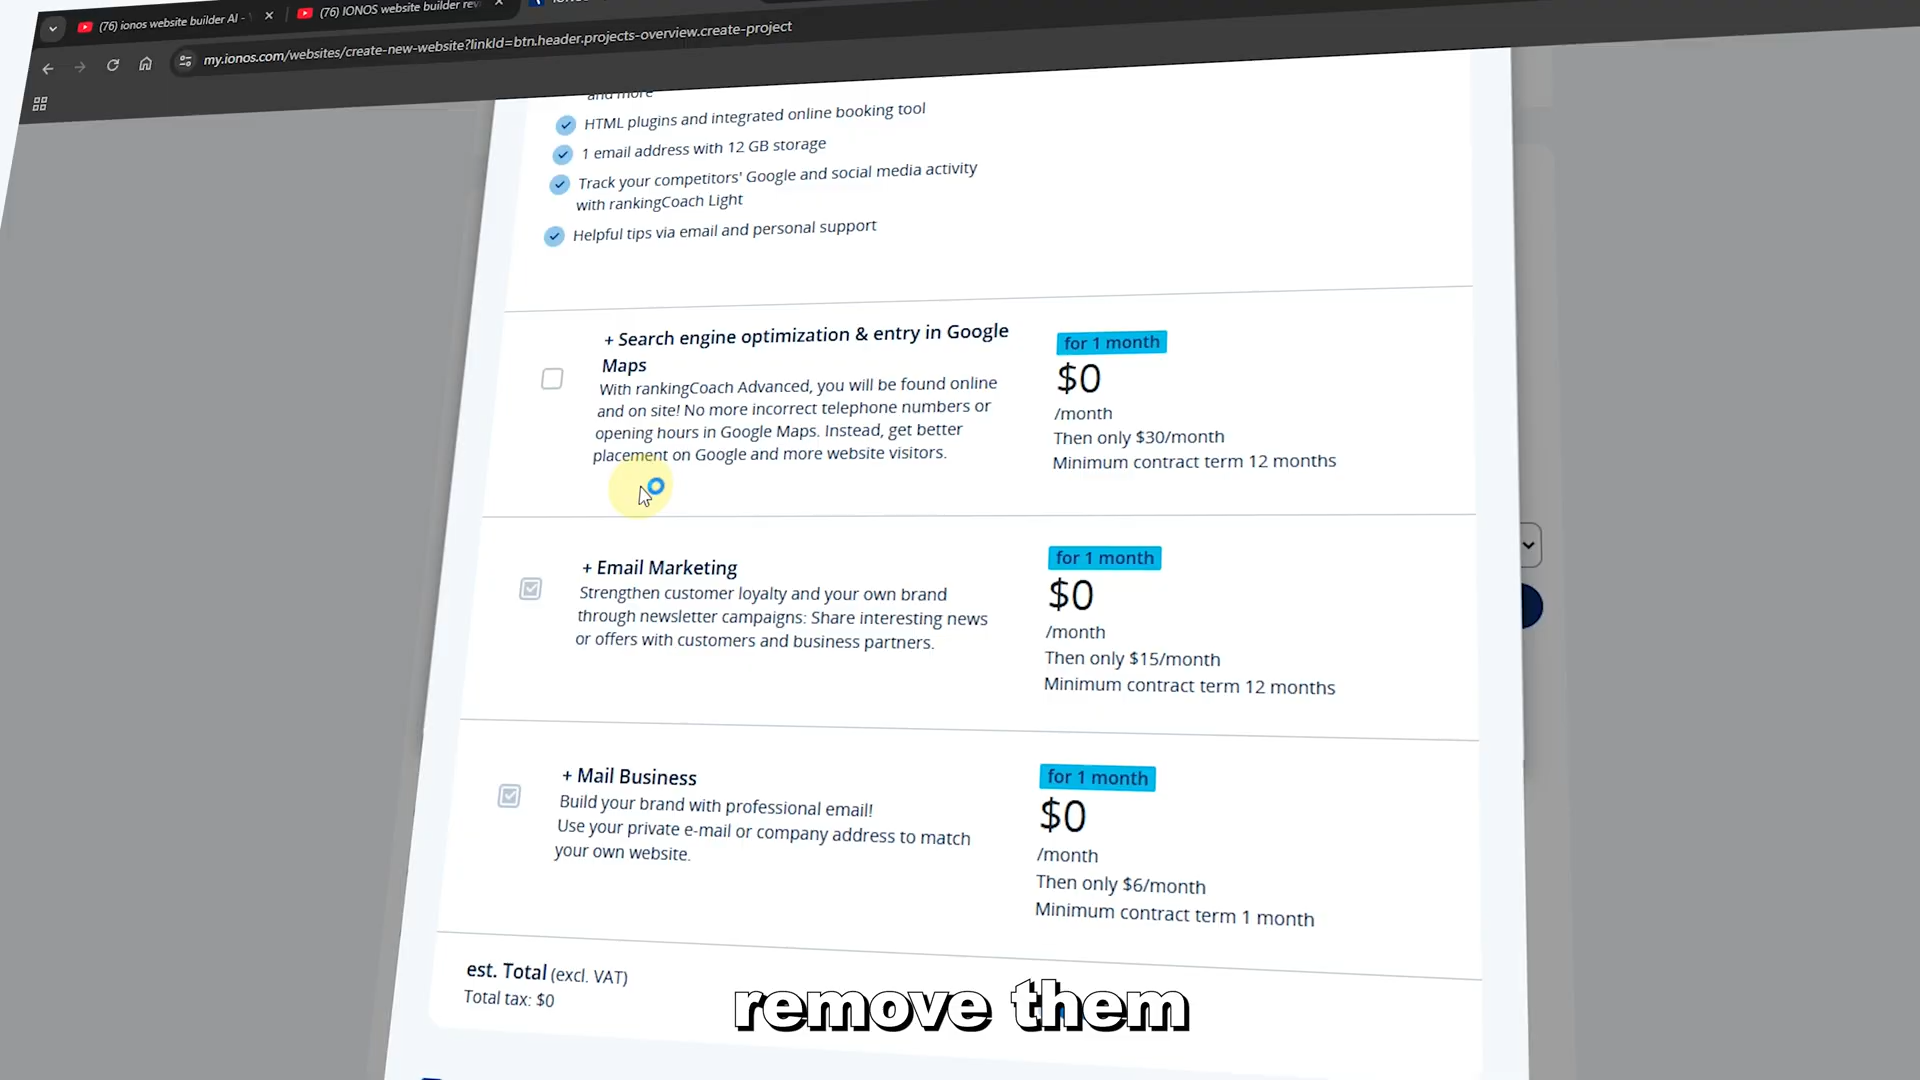 (76) ionos website builder AI -
(76) IONOS website builder rev
my.ionos.com/websites/create-new-website?linkId=btn.header.projects-overview.create-project
and more
HTML plugins and integrated online booking tool
1 email address with 12 GB storage
Track your competitors' Google and social media activity
with rankingCoach Light
Helpful tips via email and personal support
+ Search engine optimization & entry in Google
Maps
With rankingCoach Advanced, you will be found online
and on site! No more incorrect telephone numbers or
opening hours in Google Maps. Instead, get better
placement on Google and more website visitors.
for 1 month
$0
/month
Then only $30/month
Minimum contract term 12 months
+ Email Marketing
Strengthen customer loyalty and your own brand
through newsletter campaigns: Share interesting news
or offers with customers and business partners.
for 1 month
$0
/month
Then only $15/month
Minimum contract term 12 months
+ Mail Business
Build your brand with professional email!
Use your private e-mail or company address to match
your own website.
for 1 month
$0
/month
Then only $6/month
Minimum contract term 1 month
est. Total (excl. VAT)
Total tax: $0
remove them